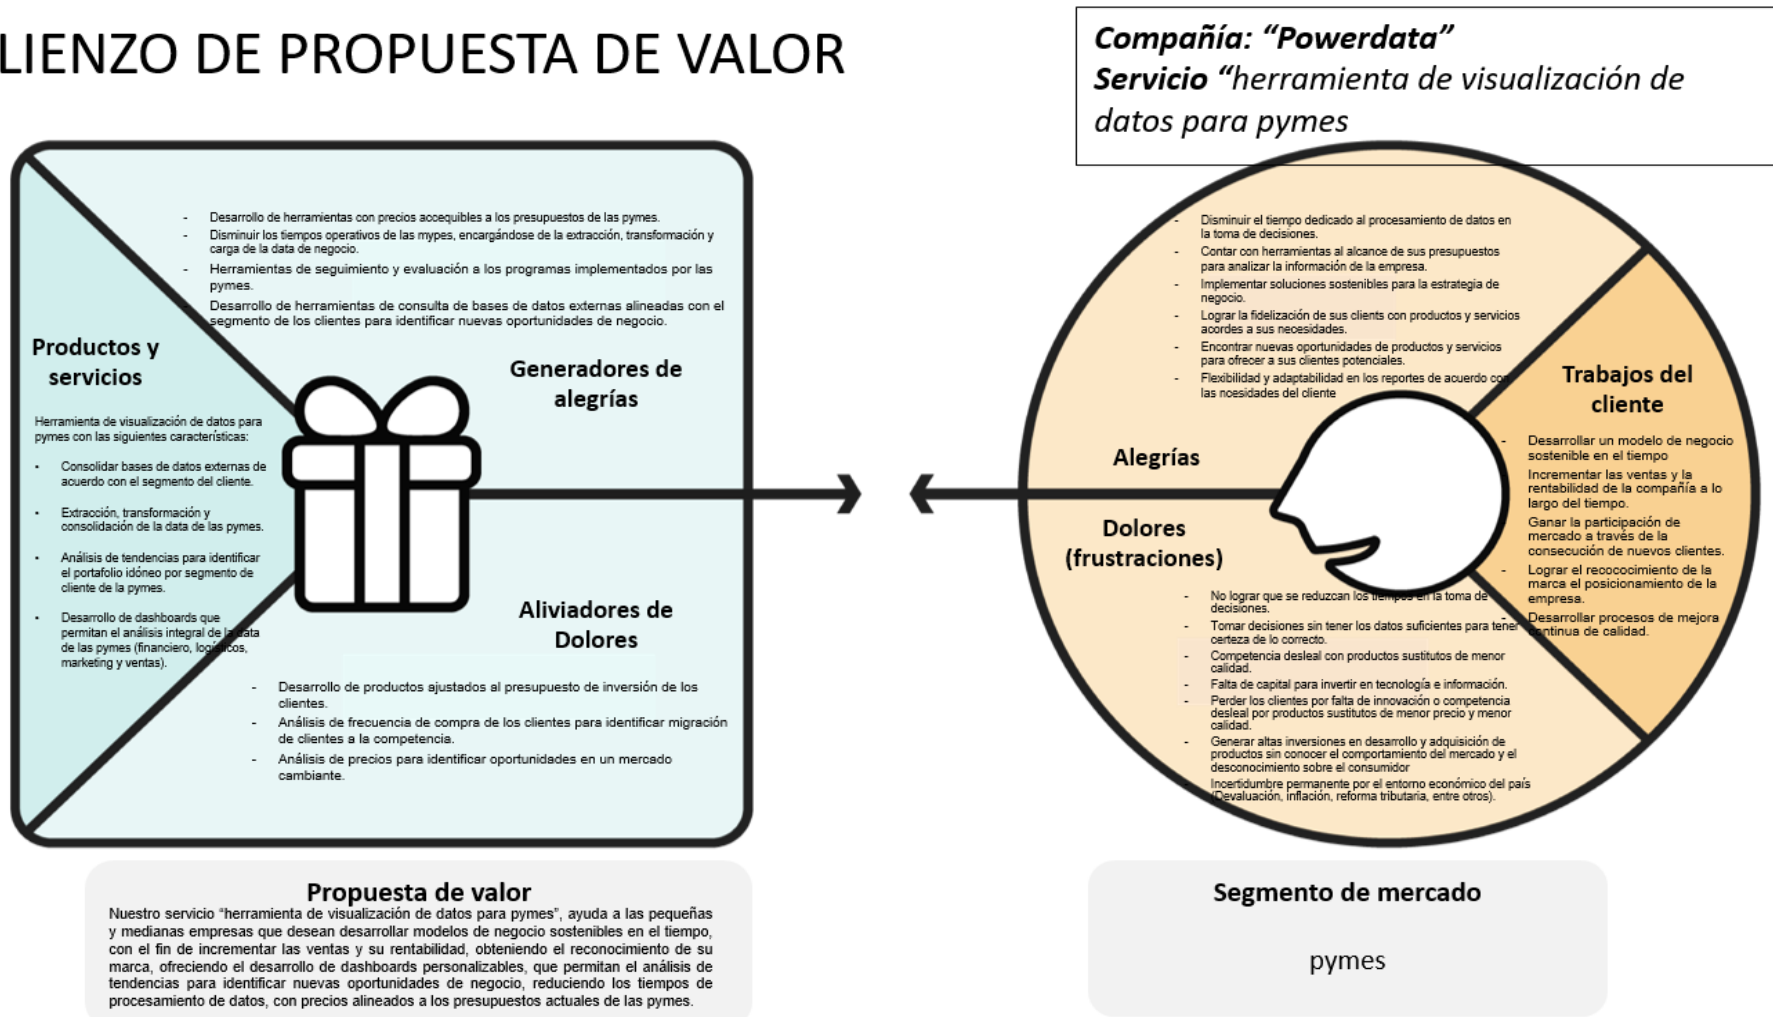 LIENZO DE PROPUESTA DE VALOR
Compañía: “Powerdata”
Servicio “herramienta de visualización de
datos para pymes
- Desarrollo de herramientas con precios accequibles a los presupuestos de las pymes.
- Disminuir los tiempos operativos de las mypes, encargándose de la extracción, transformación y
carga de la data de negocio.
- Herramientas de seguimiento y evaluación a los programas implementados por las
pymes.
- Desarrollo de herramientas de consulta de bases de datos externas alineadas con el
segmento de los clientes para identificar nuevas oportunidades de negocio.
Generadores de
alegrías
Productos y
servicios
Herramienta de visualización de datos para
pymes con las siguientes características:
• Consolidar bases de datos externas de
acuerdo con el segmento del cliente.
• Extracción, transformación y
consolidación de la data de las pymes.
• Análisis de tendencias para identificar
el portafolio idóneo por segmento de
cliente de la pymes.
• Desarrollo de dashboards que
permitan el análisis integral de la data
de las pymes (financiero, logísticos,
marketing y ventas).
Aliviadores de
Dolores
- Desarrollo de productos ajustados al presupuesto de inversión de los
clientes.
- Análisis de frecuencia de compra de los clientes para identificar migración
de clientes a la competencia.
- Análisis de precios para identificar oportunidades en un mercado
cambiante.
- Disminuir el tiempo dedicado al procesamiento de datos en
la toma de decisiones.
- Contar con herramientas al alcance de sus presupuestos
para analizar la información de la empresa.
- Implementar soluciones sostenibles para la estrategia de
negocio.
- Lograr la fidelización de sus clients con productos y servicios
acordes a sus necesidades.
- Encontrar nuevas oportunidades de productos y servicios
para ofrecer a sus clientes potenciales.
- Flexibilidad y adaptabilidad en los reportes de acuerdo con
las ncesidades del cliente
Alegrías
Dolores
(frustraciones)
- No lograr que se reduzcan los tiempos en la toma de
decisiones.
- Tomar decisiones sin tener los datos suficientes para tener
certeza de lo correcto.
- Competencia desleal con productos sustitutos de menor
calidad.
- Falta de capital para invertir en tecnología e información.
- Perder los clientes por falta de innovación o competencia
desleal por productos sustitutos de menor precio y menor
calidad.
- Generar altas inversiones en desarrollo y adquisición de
productos sin conocer el comportamiento del mercado y el
desconocimiento sobre el consumidor
- Incertidumbre permanente por el entorno económico del país
(Devaluación, inflación, reforma tributaria, entre otros).
Trabajos del
cliente
- Desarrollar un modelo de negocio
sostenible en el tiempo
- Incrementar las ventas y la
rentabilidad de la compañía a lo
largo del tiempo.
- Ganar la participación de
mercado a través de la
consecución de nuevos clientes.
- Lograr el recococimiento de la
marca el posicionamiento de la
empresa.
- Desarrollar procesos de mejora
continua de calidad.
Propuesta de valor
Nuestro servicio “herramienta de visualización de datos para pymes”, ayuda a las pequeñas
y medianas empresas que desean desarrollar modelos de negocio sostenibles en el tiempo,
con el fin de incrementar las ventas y su rentabilidad, obteniendo el reconocimiento de su
marca, ofreciendo el desarrollo de dashboards personalizables, que permitan el análisis de
tendencias para identificar nuevas oportunidades de negocio, reduciendo los tiempos de
procesamiento de datos, con precios alineados a los presupuestos actuales de las pymes.
Segmento de mercado
pymes